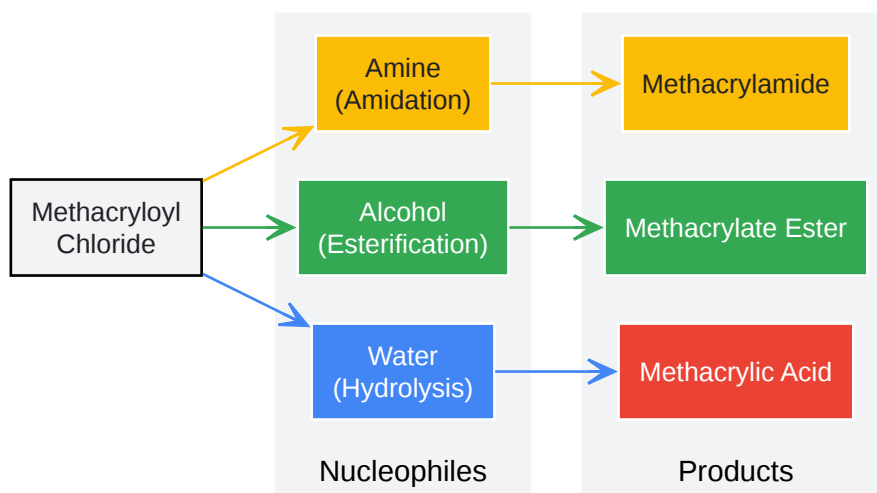 Methacryloyl
Chloride
Amine
(Amidation)
Methacrylamide
Alcohol
(Esterification)
Methacrylate Ester
Water
(Hydrolysis)
Methacrylic Acid
Nucleophiles
Products